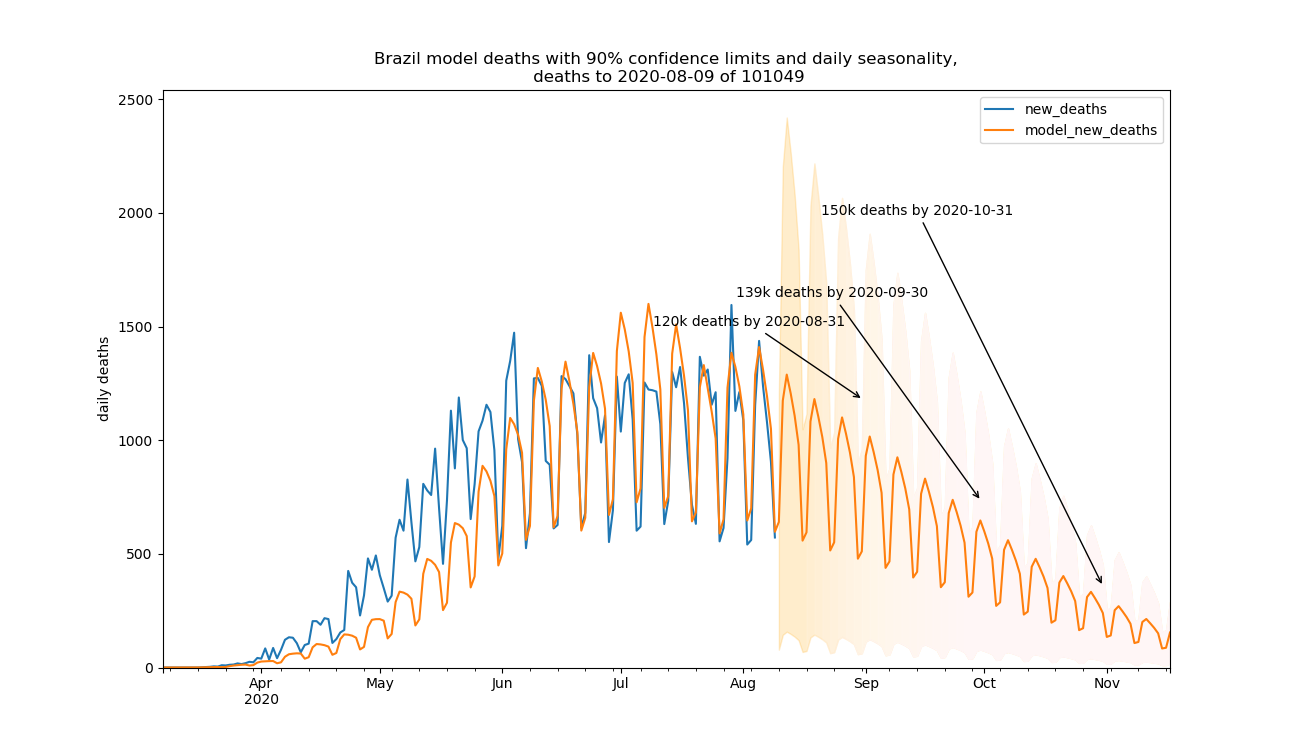 Brazil model deaths with 90% confidence limits and daily seasonality,
deaths to 2020-08-09 of 101049
2500
2000
1500
1000
500
0
daily deaths
new_deaths
model_new_deaths
150k deaths by 2020-10-31
139k deaths by 2020-09-30
120k deaths by 2020-08-31
Apr May Jun Jul Aug Sep Oct Nov
2020